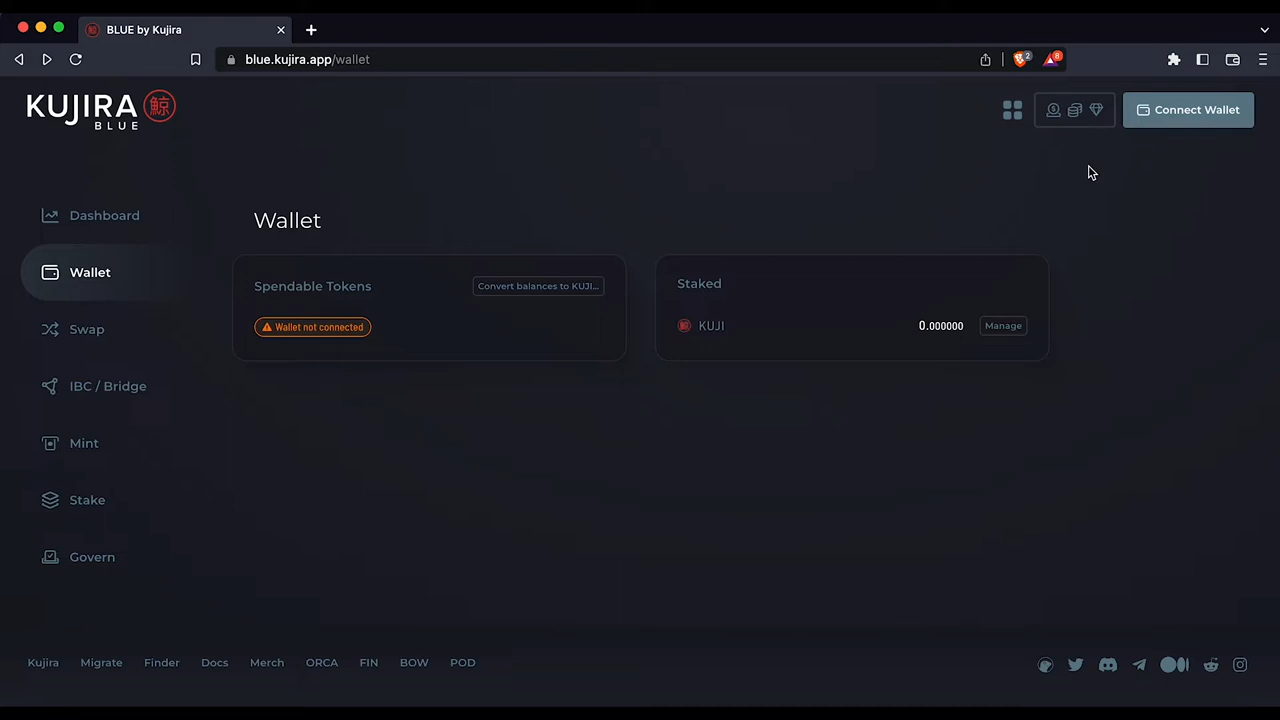 BLUE by Kujira
blue.kujira.app/wallet
2
8
KUJIRA 鯨
BLUE
Connect Wallet
Dashboard
Wallet
Swap
IBC / Bridge
Mint
Stake
Govern
Wallet
Spendable Tokens
Convert balances to KUJI...
Wallet not connected
Staked
KUJI
0.000000
Manage
Kujira Migrate Finder Docs Merch ORCA FIN BOW POD